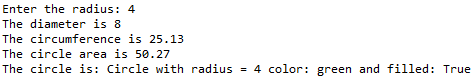 Enter the radius: 4
The diameter is 8
The circumference is 25.13
The circle area is 50.27
The circle is: Circle with radius = 4 color: green and filled: True